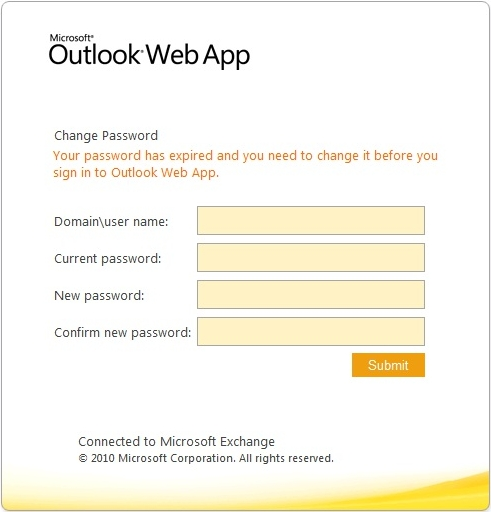 Microsoft®
Outlook® Web App
Change Password
Your password has expired and you need to change it before you
sign in to Outlook Web App.
Domain\user name:
Current password:
New password:
Confirm new password:
Submit
Connected to Microsoft Exchange
© 2010 Microsoft Corporation. All rights reserved.